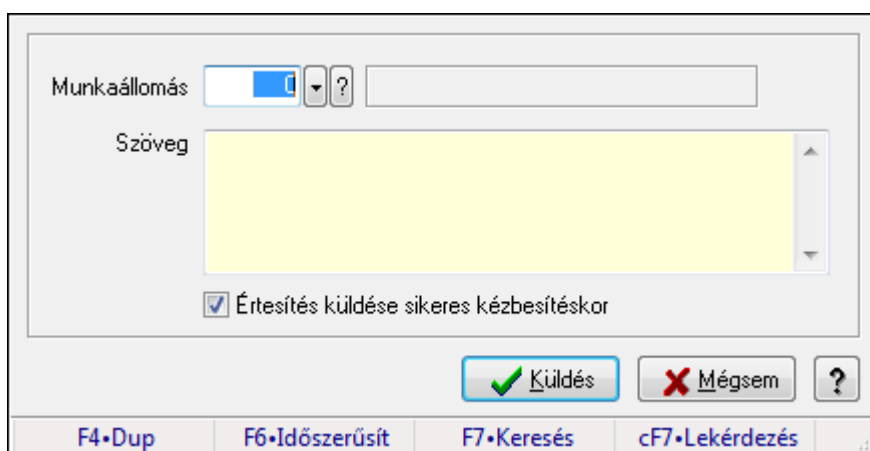 Munkaállomás 0 ?
Szöveg
Értesítés küldése sikeres kézbesítéskor
Küldés Mégsem ?
F4•Dup F6•Időszerűsít F7•Keresés cF7•Lekérdezés